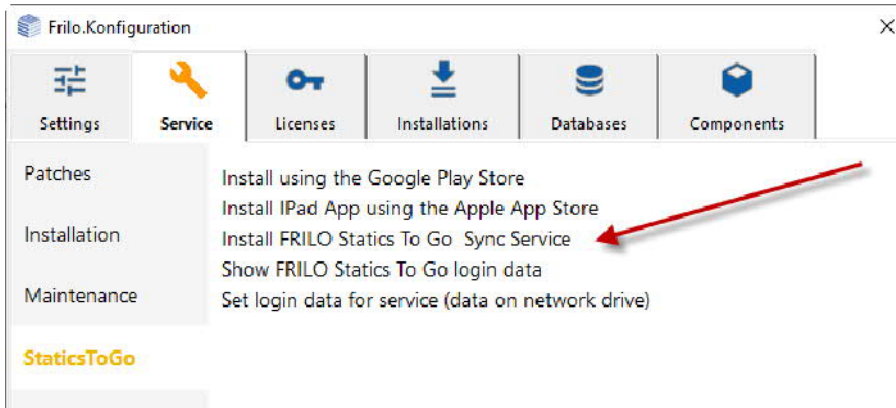 Frilo.Konfiguration
Settings Service Licenses Installations Databases Components
Patches
Installation
Maintenance
StaticsToGo
Install using the Google Play Store
Install IPad App using the Apple App Store
Install FRILO Statics To Go Sync Service
Show FRILO Statics To Go login data
Set login data for service (data on network drive)